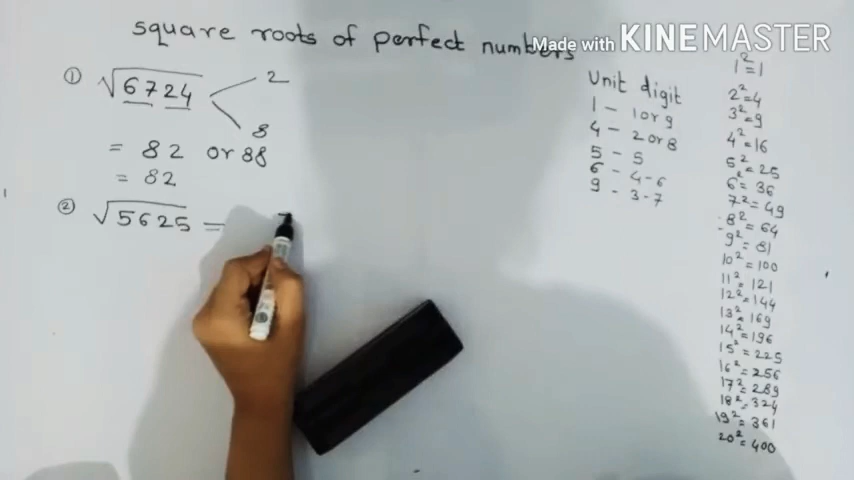 square roots of perfect numbers
Made with KINEMASTER
① √6724 2
8
= 82 or 88
= 82
② √5625 =
Unit digit
1 - 1 or 9
4 - 2 or 8
5 - 5
6 - 4-6
9 - 3-7
1²=1
2²=4
3²=9
4²=16
5²=25
6²=36
7²=49
8²=64
9²=81
10²=100
11²=121
12²=144
13²=169
14²=196
15²=225
16²=256
17²=289
18²=324
19²=361
20²=400